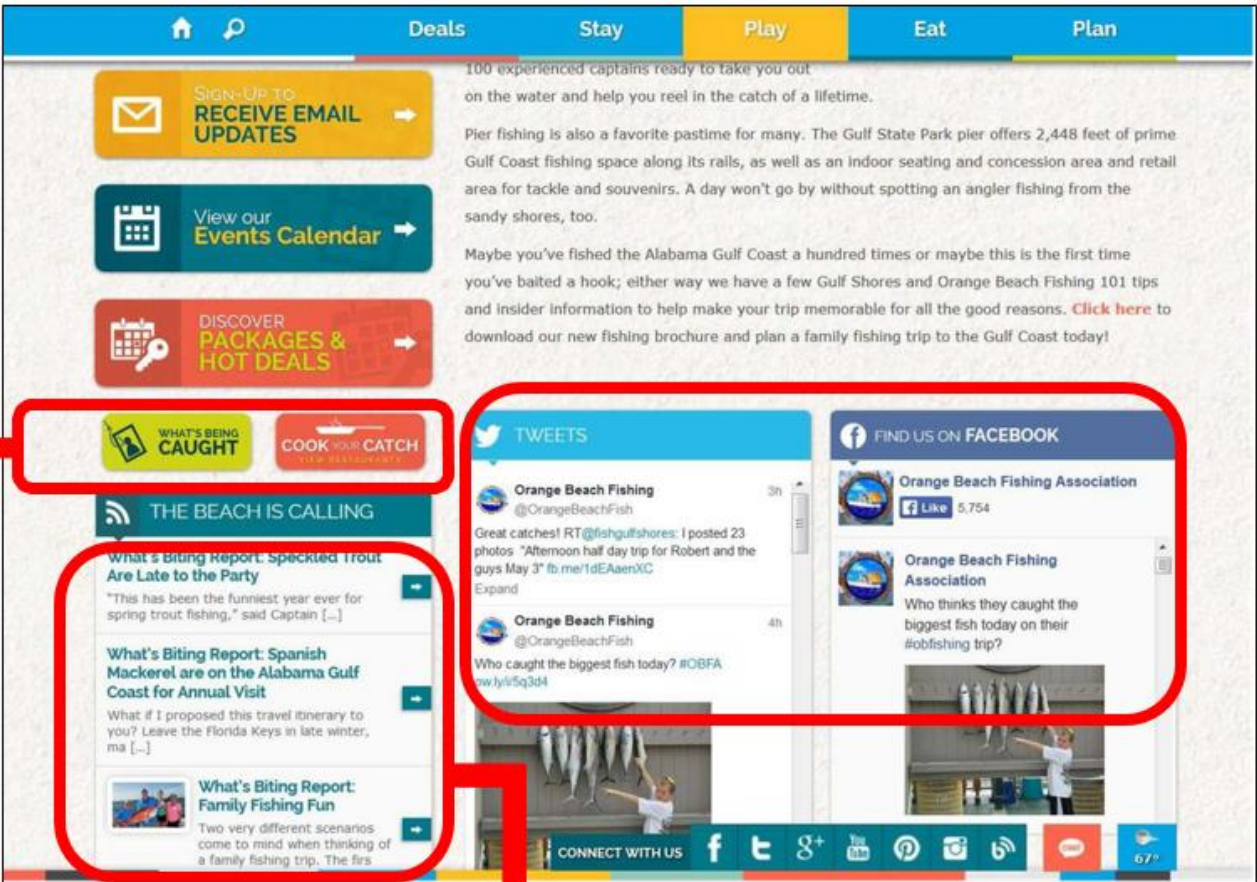 Deals Stay Play Eat Plan
SIGN-UP TO
RECEIVE EMAIL
UPDATES
View our
Events Calendar
DISCOVER
PACKAGES &
HOT DEALS
WHAT'S BEING
CAUGHT
COOK YOUR CATCH
VIEW RESTAURANTS
THE BEACH IS CALLING
What's Biting Report: Speckled Trout
Are Late to the Party
"This has been the funniest year ever for
spring trout fishing," said Captain [...]
What's Biting Report: Spanish
Mackerel are on the Alabama Gulf
Coast for Annual Visit
What if I proposed this travel itinerary to
you? Leave the Florida Keys in late winter,
ma [...]
What's Biting Report:
Family Fishing Fun
Two very different scenarios
come to mind when thinking of
a family fishing trip. The firs
100 experienced captains ready to take you out
on the water and help you reel in the catch of a lifetime.
Pier fishing is also a favorite pastime for many. The Gulf State Park pier offers 2,448 feet of prime
Gulf Coast fishing space along its rails, as well as an indoor seating and concession area and retail
area for tackle and souvenirs. A day won't go by without spotting an angler fishing from the
sandy shores, too.
Maybe you've fished the Alabama Gulf Coast a hundred times or maybe this is the first time
you've baited a hook; either way we have a few Gulf Shores and Orange Beach Fishing 101 tips
and insider information to help make your trip memorable for all the good reasons. Click here to
download our new fishing brochure and plan a family fishing trip to the Gulf Coast today!
TWEETS
Orange Beach Fishing 3h
@OrangeBeachFish
Great catches! RT@fishgulfshores: I posted 23
photos "Afternoon half day trip for Robert and the
guys May 3" fb.me/1dEAaenXC
Expand
Orange Beach Fishing 4h
@OrangeBeachFish
Who caught the biggest fish today? #OBFA
ow.ly/i/5q3d4
FIND US ON FACEBOOK
Orange Beach Fishing Association
Like 5,754
Orange Beach Fishing
Association
Who thinks they caught the
biggest fish today on their
#obfishing trip?
CONNECT WITH US
You Tube
67°